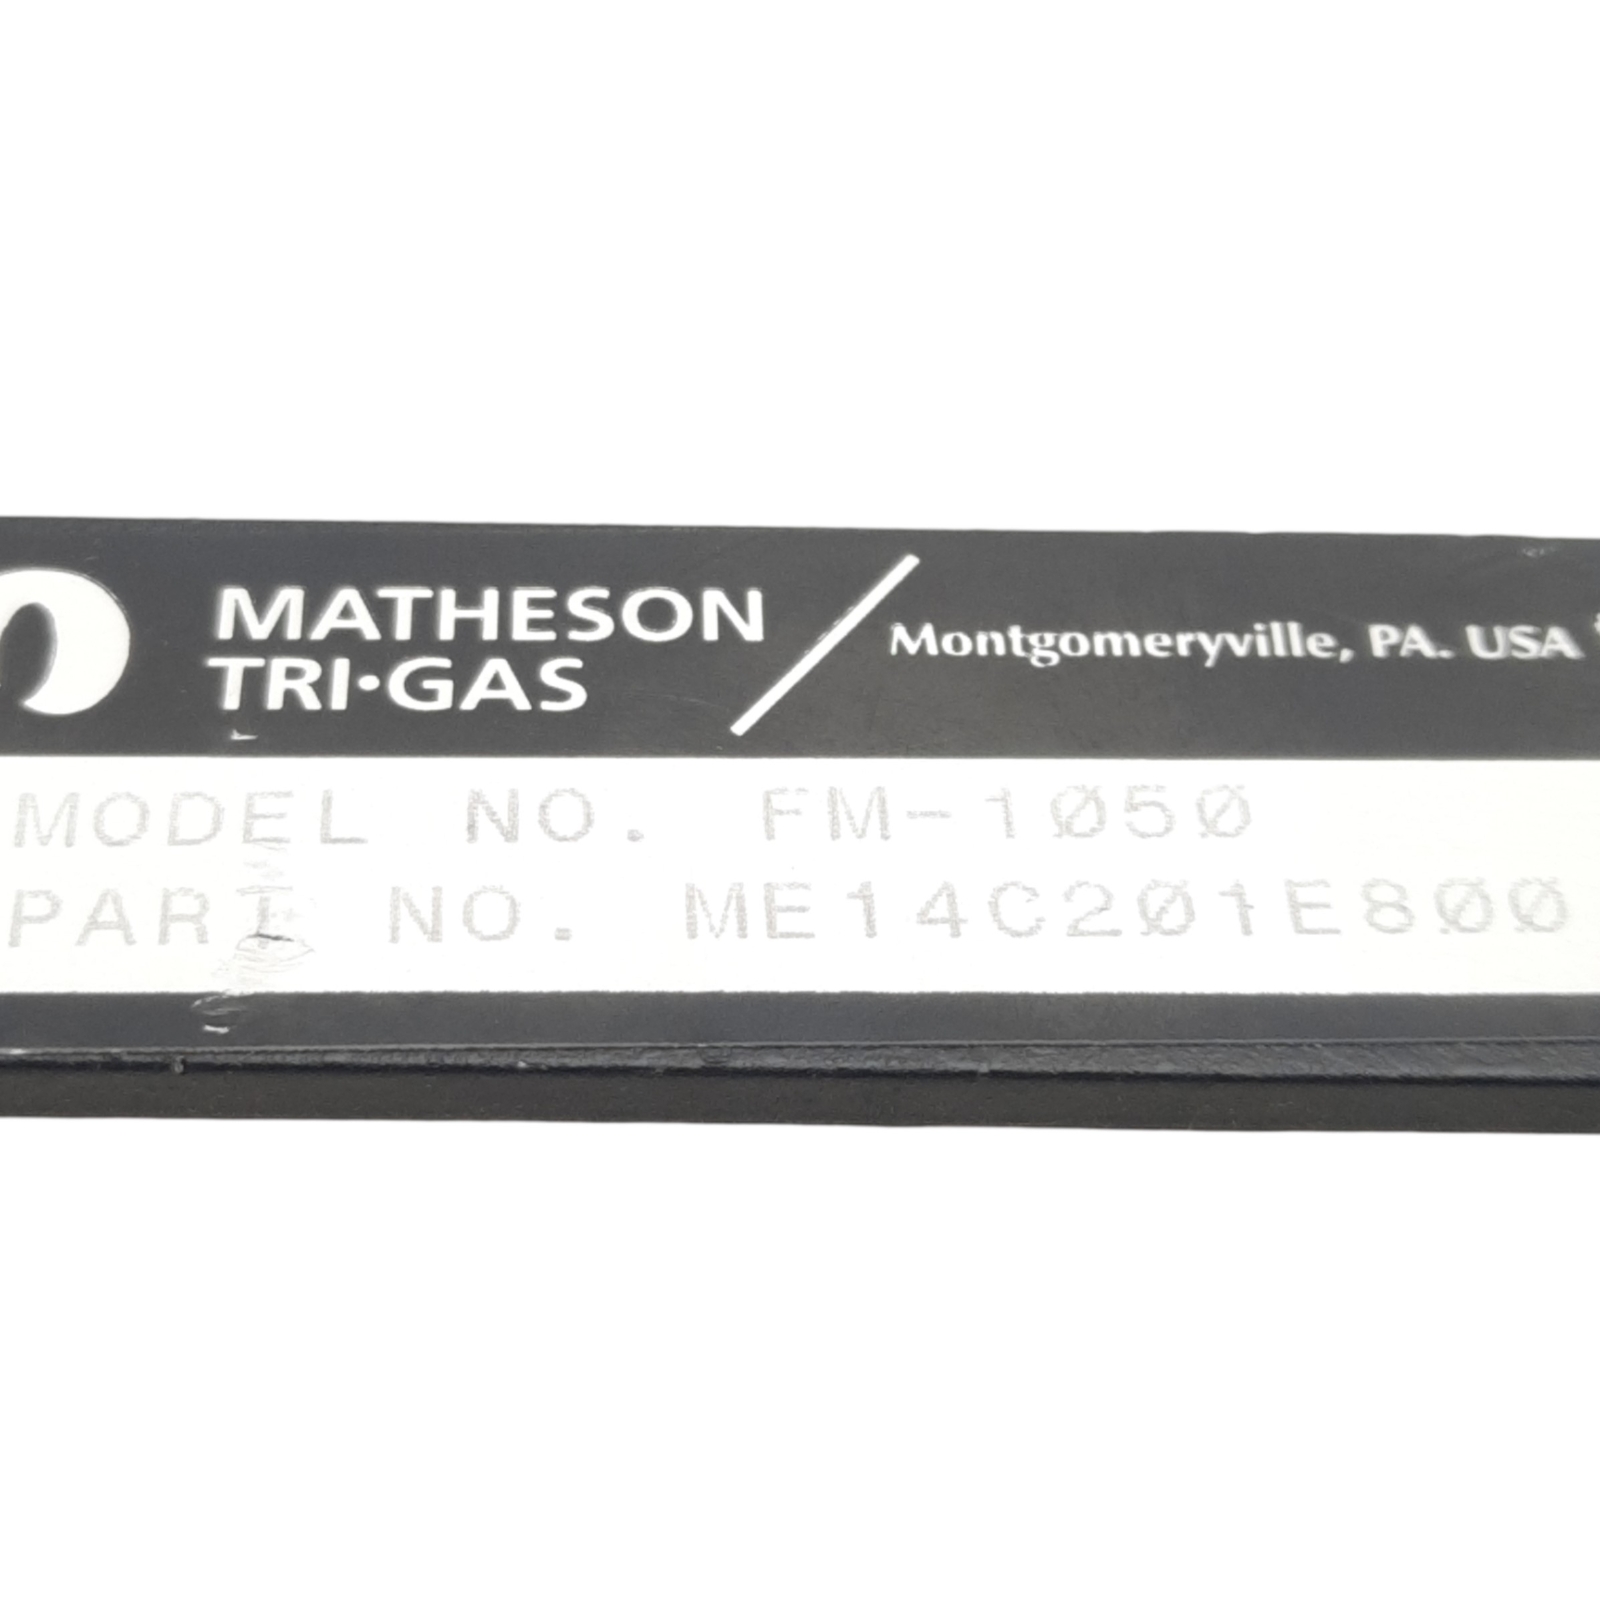 MATHESON
TRI•GAS
Montgomeryville, PA. USA
MODEL NO. FM-1050
PART NO. ME14C201E800